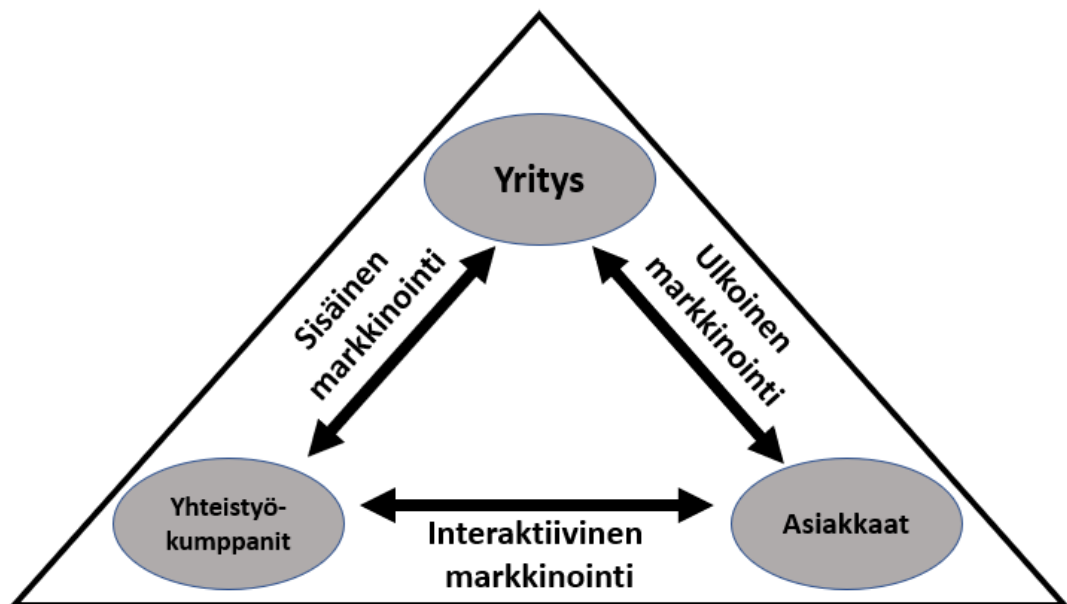 Yritys
Sisäinen
markkinointi
Ulkoinen
markkinointi
Yhteistyö-
kumppanit
Interaktiivinen
markkinointi
Asiakkaat